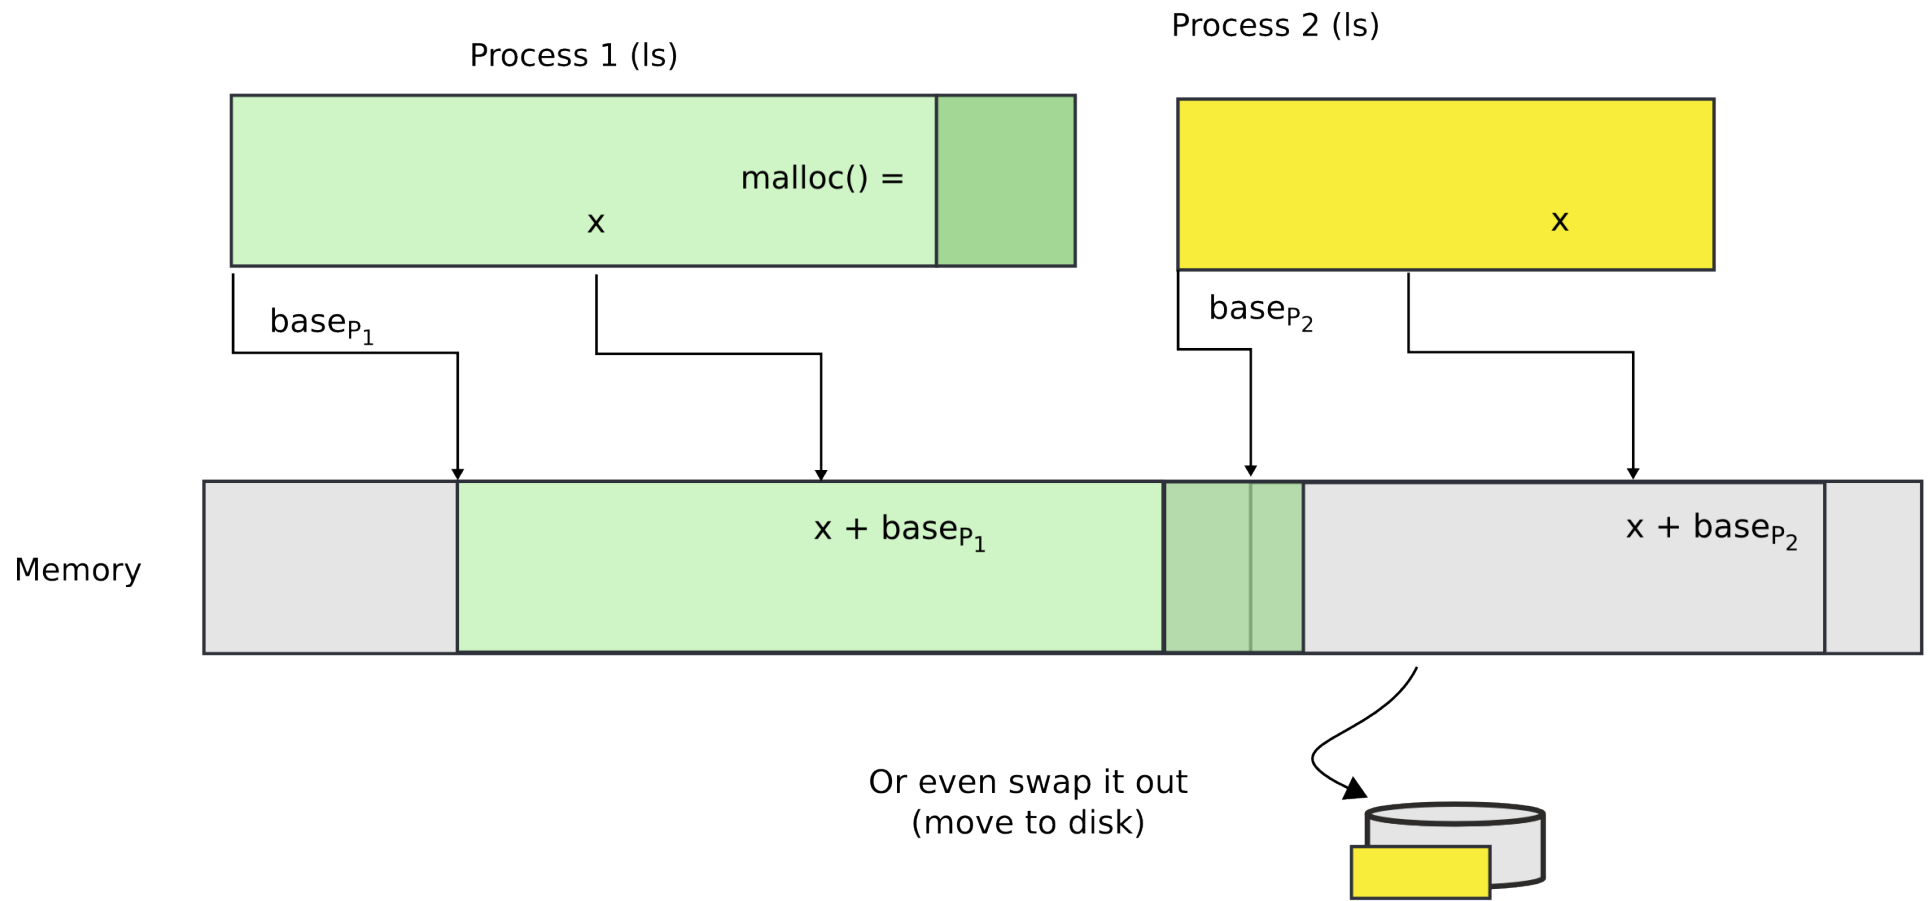 Process 1 (ls)
Process 2 (ls)
malloc() =
x
x
base_P1
base_P2
x + base_P1
x + base_P2
Memory
Or even swap it out
(move to disk)